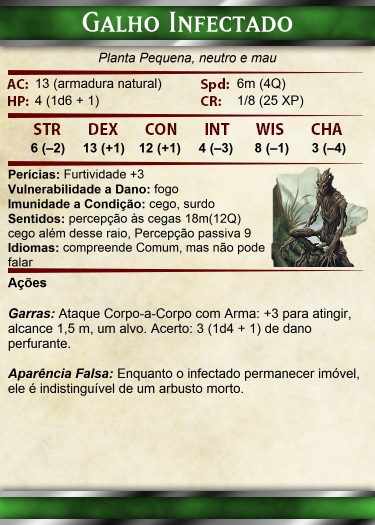 Galho Infectado
Planta Pequena, neutro e mau
AC: 13 (armadura natural) Spd: 6m (4Q)
HP: 4 (1d6 + 1) CR: 1/8 (25 XP)
STR DEX CON INT WIS CHA
6 (–2) 13 (+1) 12 (+1) 4 (–3) 8 (–1) 3 (–4)
Perícias: Furtividade +3
Vulnerabilidade a Dano: fogo
Imunidade a Condição: cego, surdo
Sentidos: percepção às cegas 18m(12Q)
cego além desse raio, Percepção passiva 9
Idiomas: compreende Comum, mas não pode
falar
Ações
Garras: Ataque Corpo-a-Corpo com Arma: +3 para atingir,
alcance 1,5 m, um alvo. Acerto: 3 (1d4 + 1) de dano
perfurante.
Aparência Falsa: Enquanto o infectado permanecer imóvel,
ele é indistinguível de um arbusto morto.